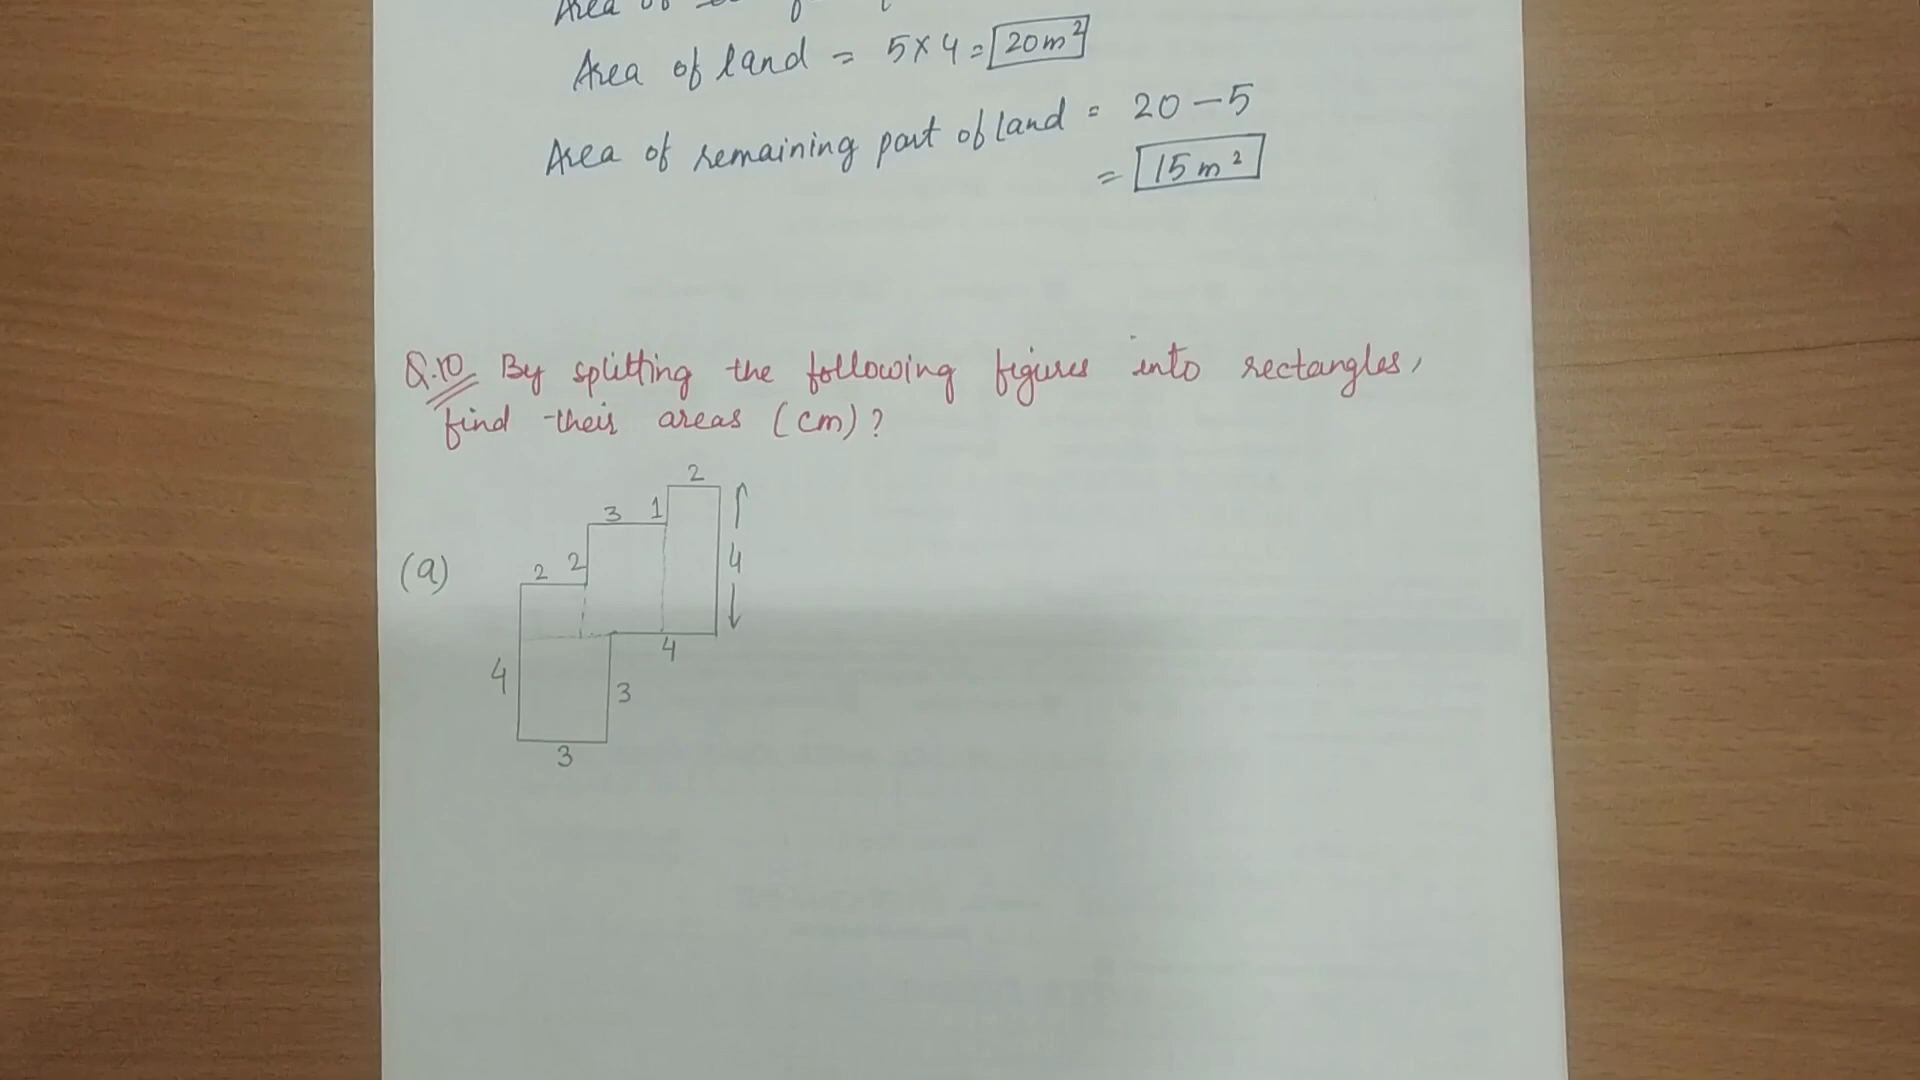 Area of
Area of land = 5×4 = 20m²
Area of remaining part of land = 20 – 5
= 15 m²
Q.10 By splitting the following figures into rectangles,
find their areas (cm)?
2
3 1
(a) 2 2 4
4 4
3
3